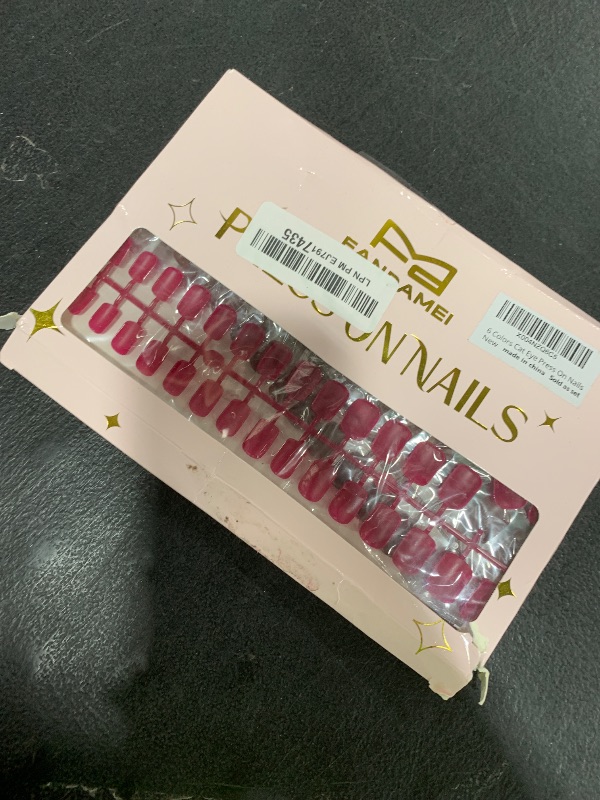 FANDAMEI
PRESS ON NAILS
LPN PM EJ7917435
X004NZQ8G5
6 Colors Cat Eye Press On Nails
New made in china Sold as set